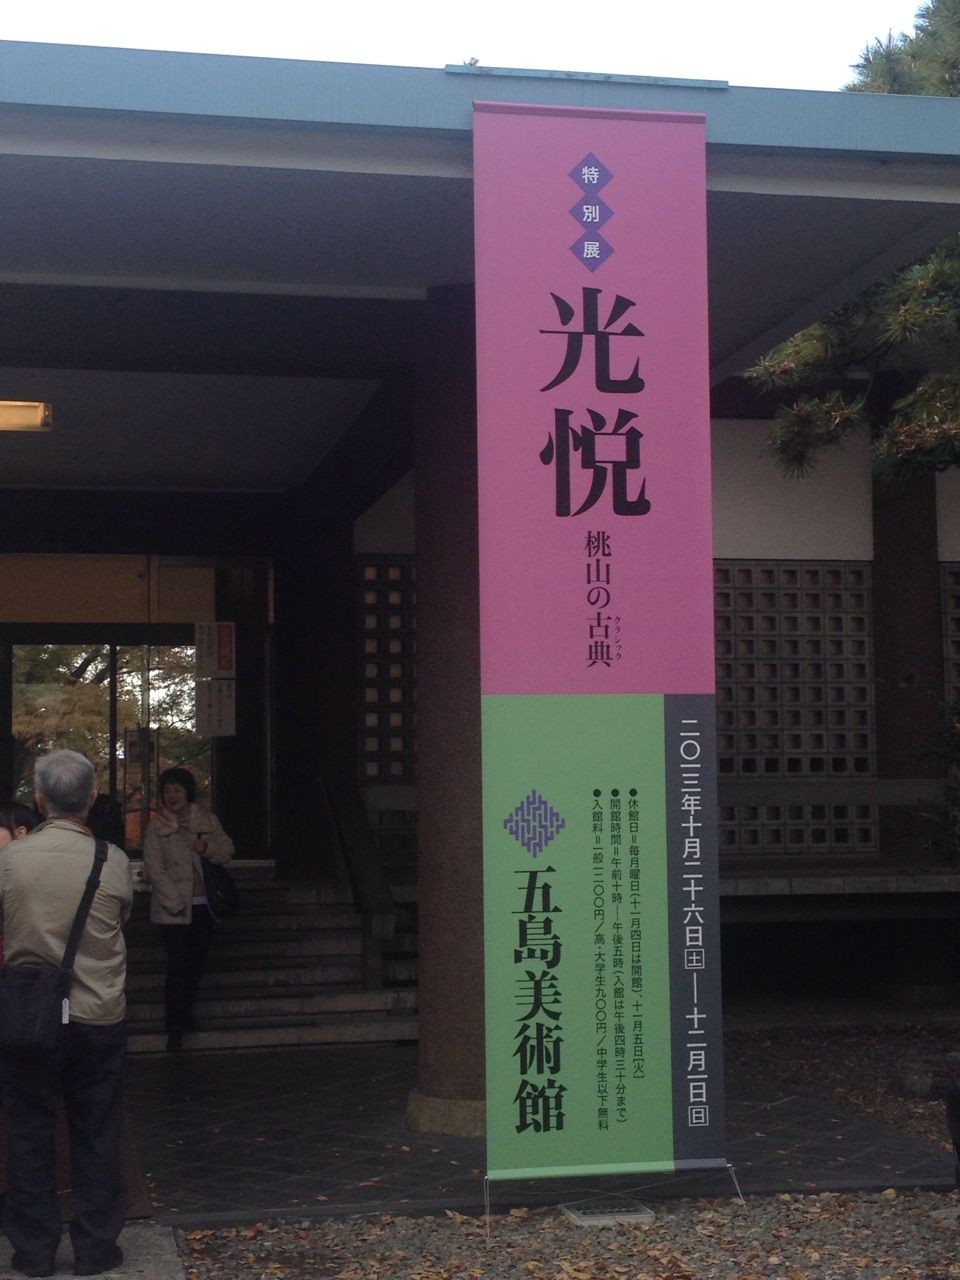 特別展
光悦
桃山の古典
クラシック
二〇一三年十月二十六日[土]―十二月一日[日]
●休館日=毎月曜日(十一月四日は開館)、十一月五日[火]
●開館時間=午前十時―午後五時(入館は午後四時三十分まで)
●入館料=一般一二〇〇円/高・大学生九〇〇円/中学生以下無料
五島美術館